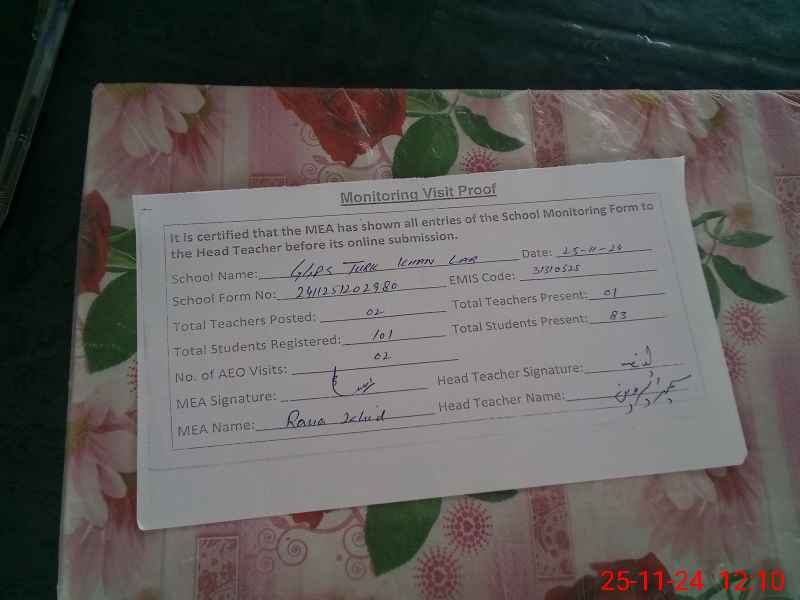 Monitoring Visit Proof
It is certified that the MEA has shown all entries of the School Monitoring Form to
the Head Teacher before its online submission.
School Name: G/PS TURK KHAN LAR Date: 25-11-24
School Form No: 2411251202980 EMIS Code: 31310525
Total Teachers Posted: 02 Total Teachers Present: 01
Total Students Registered: 101 Total Students Present: 83
No. of AEO Visits: 02
MEA Signature: Head Teacher Signature:
MEA Name: Rana Head Teacher Name:
25-11-24 12:10